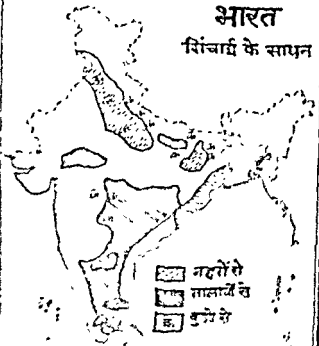 भारत
सिंचाई के साधन
नहरों से
तालाबों से
कुओं से